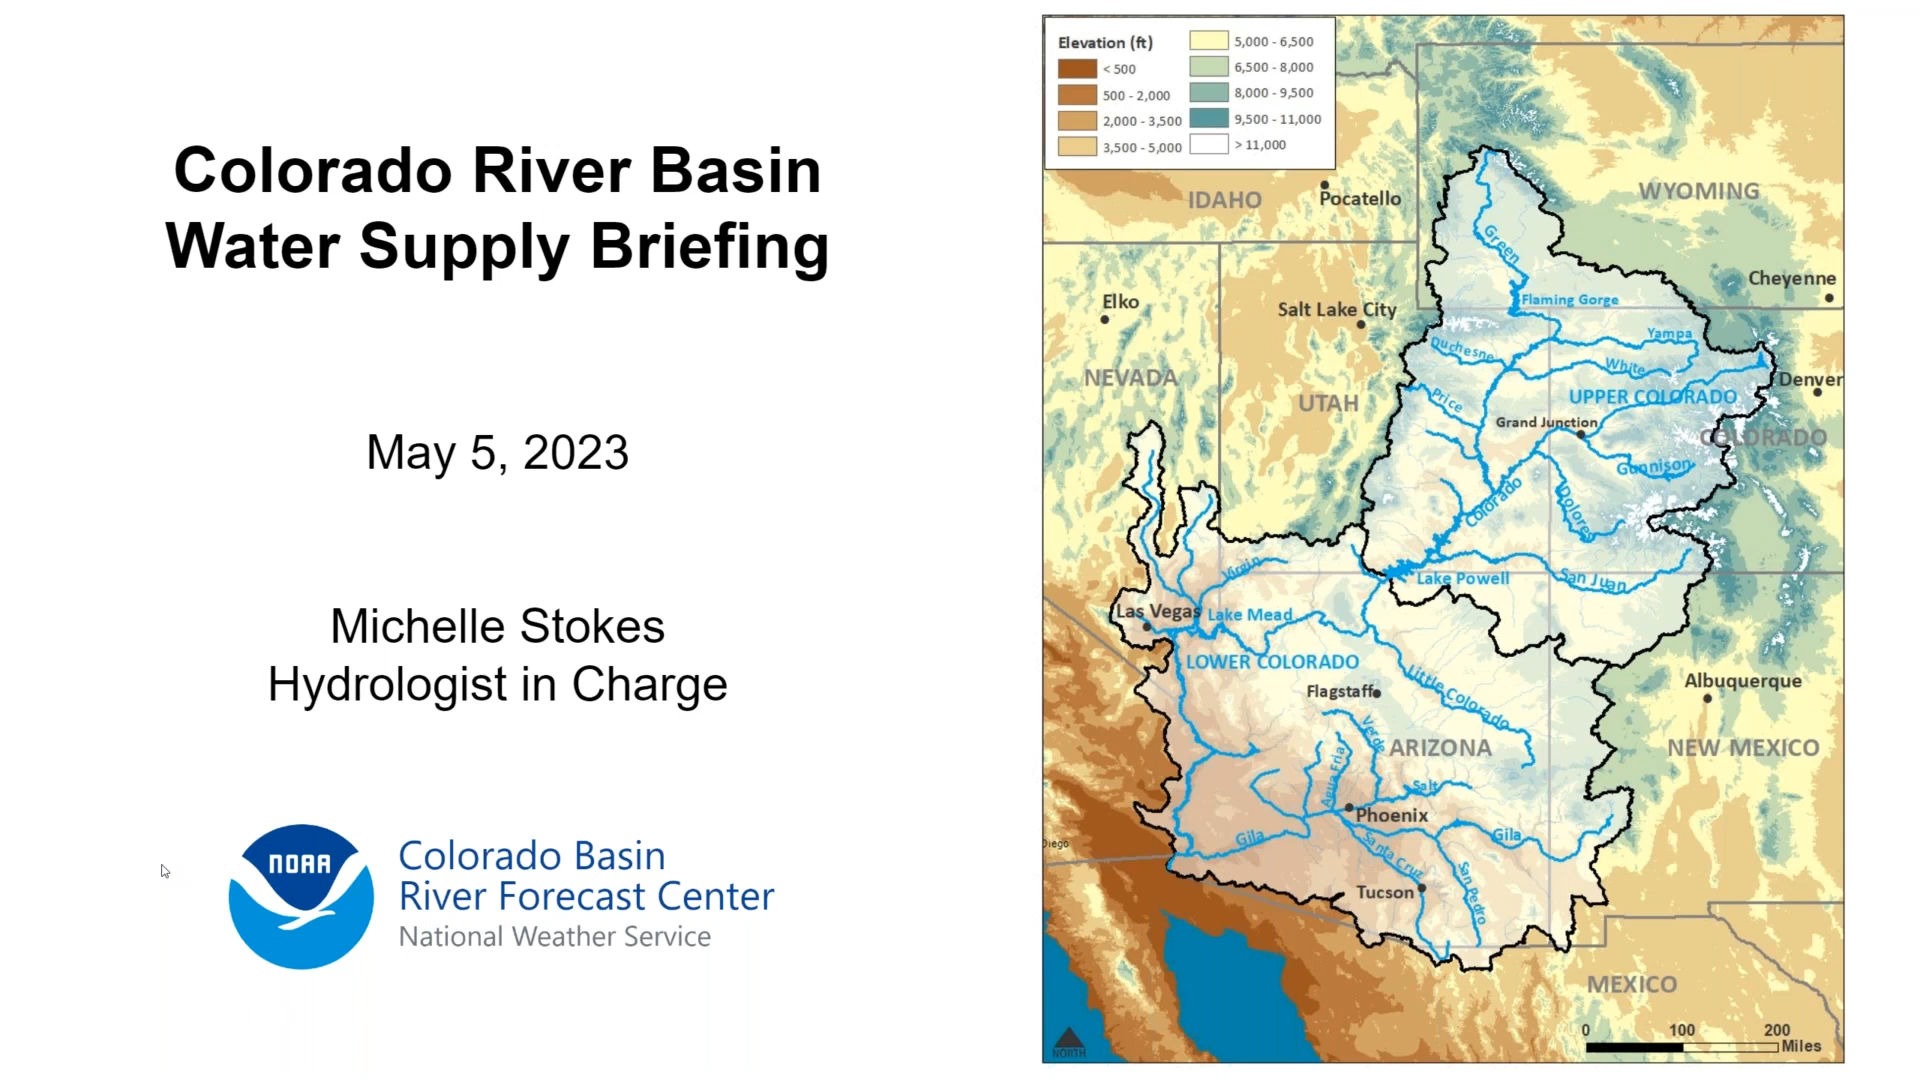 Colorado River Basin
Water Supply Briefing
May 5, 2023
Michelle Stokes
Hydrologist in Charge
NOAA
Colorado Basin
River Forecast Center
National Weather Service
Elevation (ft)
< 500
500 - 2,000
2,000 - 3,500
3,500 - 5,000
5,000 - 6,500
6,500 - 8,000
8,000 - 9,500
9,500 - 11,000
> 11,000
IDAHO
Pocatello
WYOMING
Green
Cheyenne
Elko
Salt Lake City
Flaming Gorge
Yampa
Duchesne
White
NEVADA
UTAH
Price
UPPER COLORADO
Denver
Grand Junction
COLORADO
Gunnison
Colorado
Dolores
Virgin
Lake Powell
San Juan
Las Vegas
Lake Mead
LOWER COLORADO
Flagstaff
Little Colorado
Albuquerque
Verde
ARIZONA
NEW MEXICO
Agua Fria
Salt
Phoenix
Gila
Gila
Diego
Santa Cruz
San Pedro
Tucson
MEXICO
NORTH
0 100 200
Miles